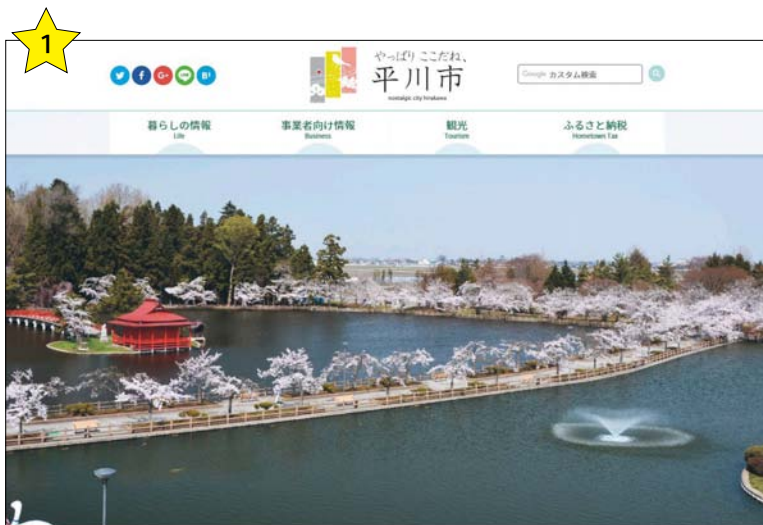 1
やっぱり ここだね、
平川市
nostalgic city hirakawa
Google カスタム検索
暮らしの情報
Life
事業者向け情報
Business
観光
Tourism
ふるさと納税
Hometown Tax